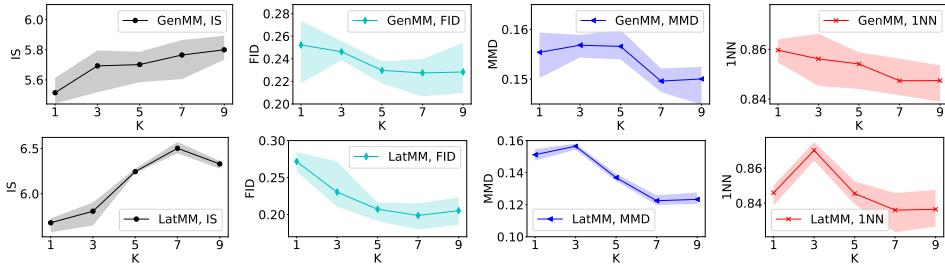 GenMM, IS
IS
5.8
5.6
1 3 5 7 9
K
GenMM, FID
FID
0.26
0.24
0.22
0.20
1 3 5 7 9
K
GenMM, MMD
MMD
0.16
0.15
1 3 5 7 9
K
GenMM, 1NN
1NN
0.86
0.84
1 3 5 7 9
K
LatMM, IS
IS
6.5
6.0
1 3 5 7 9
K
LatMM, FID
FID
0.30
0.25
0.20
1 3 5 7 9
K
LatMM, MMD
MMD
0.16
0.14
0.12
0.10
1 3 5 7 9
K
LatMM, 1NN
1NN
0.86
0.84
1 3 5 7 9
K